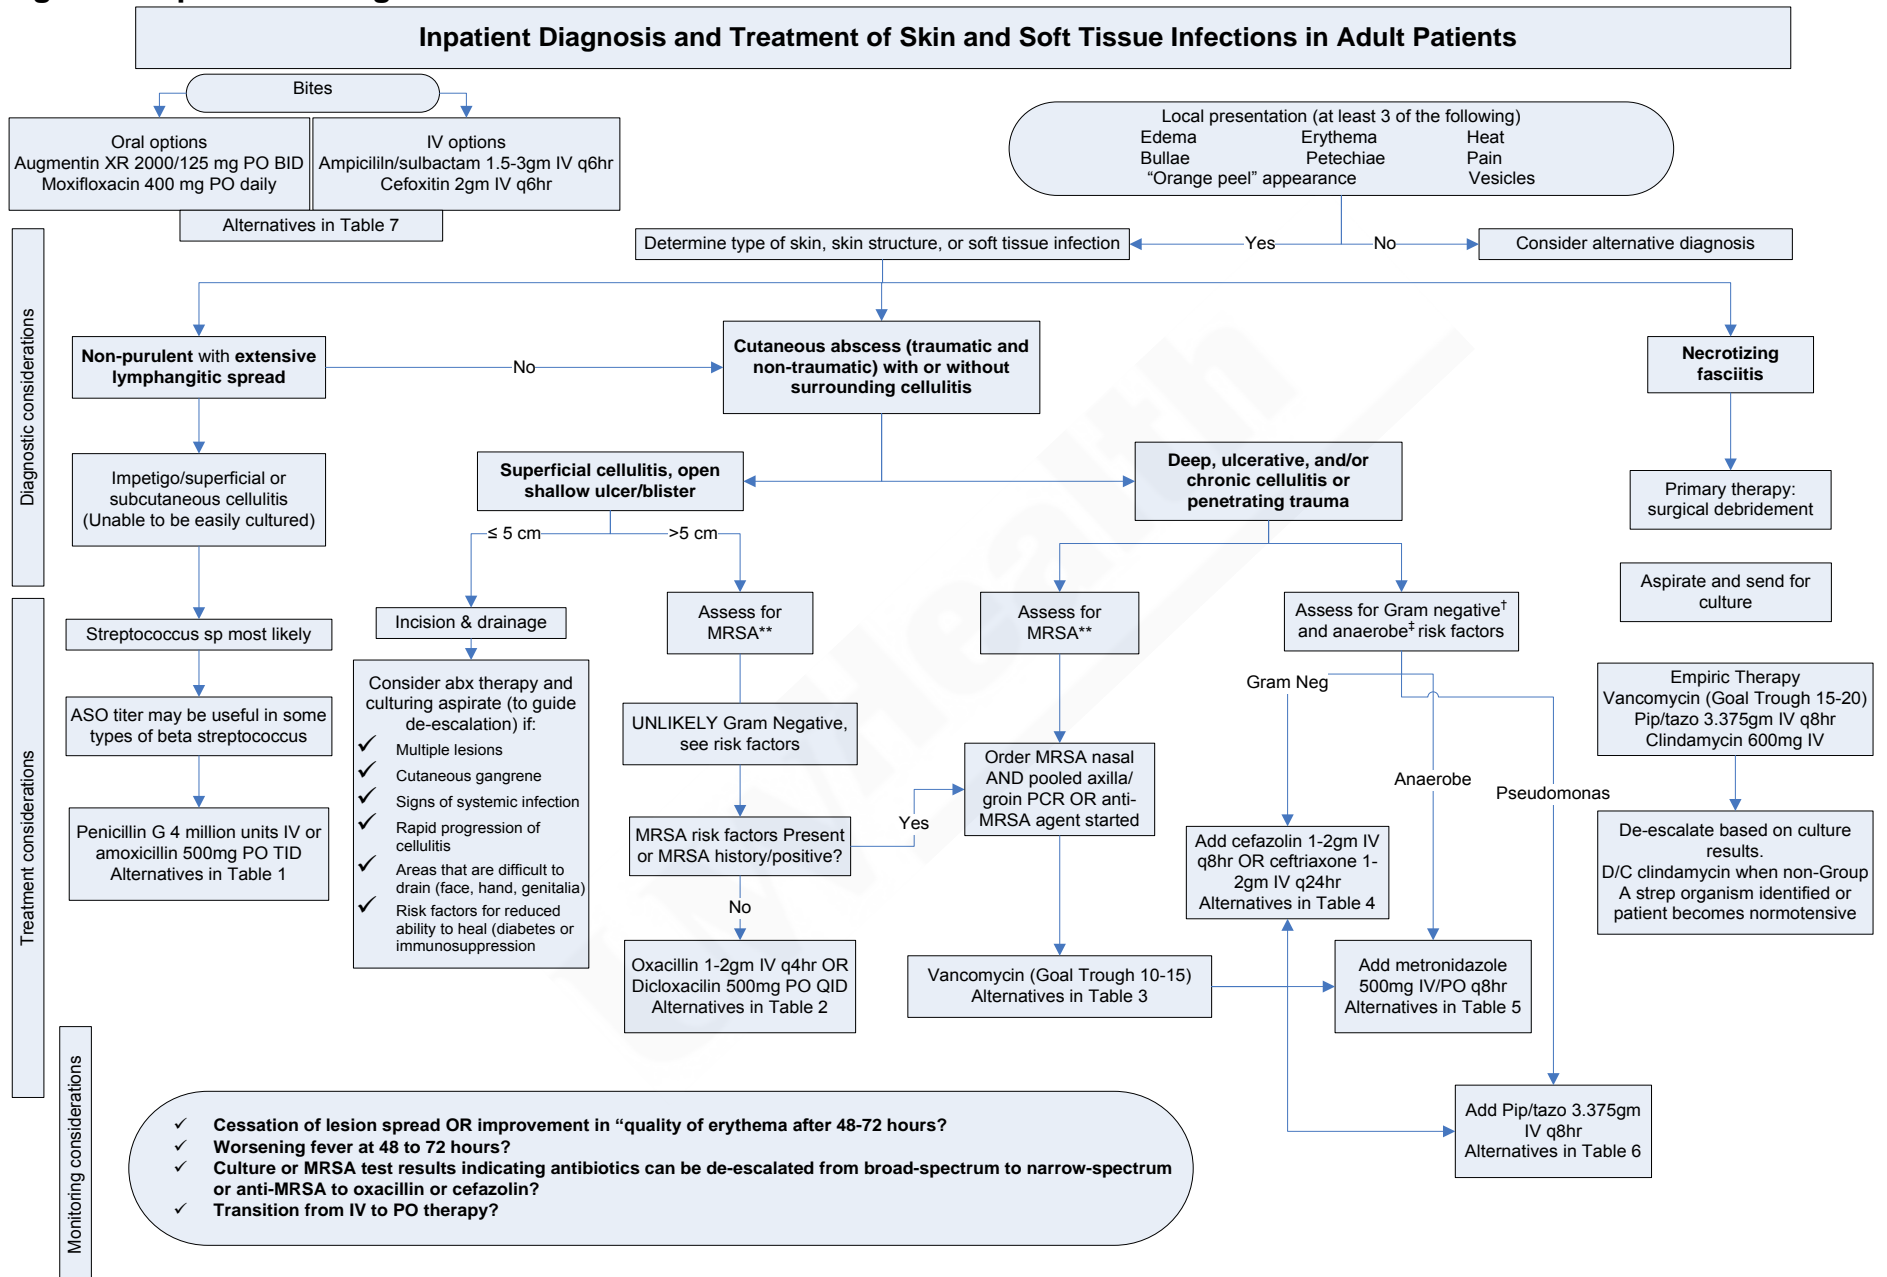 Inpatient Diagnosis and Treatment of Skin and Soft Tissue Infections in Adult Patients
Bites
Oral options
Augmentin XR 2000/125 mg PO BID
Moxifloxacin 400 mg PO daily
IV options
Ampicililn/sulbactam 1.5-3gm IV q6hr
Cefoxitin 2gm IV q6hr
Alternatives in Table 7
Local presentation (at least 3 of the following)
Edema Erythema Heat
Bullae Petechiae Pain
“Orange peel” appearance Vesicles
Determine type of skin, skin structure, or soft tissue infection
Yes
No
Consider alternative diagnosis
Diagnostic considerations
Non-purulent with extensive
lymphangitic spread
No
Cutaneous abscess (traumatic and
non-traumatic) with or without
surrounding cellulitis
Necrotizing
fasciitis
Impetigo/superficial or
subcutaneous cellulitis
(Unable to be easily cultured)
Superficial cellulitis, open
shallow ulcer/blister
Deep, ulcerative, and/or
chronic cellulitis or
penetrating trauma
Primary therapy:
surgical debridement
≤ 5 cm
>5 cm
Aspirate and send for
culture
Treatment considerations
Streptococcus sp most likely
Incision & drainage
Assess for
MRSA**
Assess for
MRSA**
Assess for Gram negative†
and anaerobe‡ risk factors
ASO titer may be useful in some
types of beta streptococcus
Consider abx therapy and
culturing aspirate (to guide
de-escalation) if:
✓ Multiple lesions
✓ Cutaneous gangrene
✓ Signs of systemic infection
✓ Rapid progression of
cellulitis
✓ Areas that are difficult to
drain (face, hand, genitalia)
✓ Risk factors for reduced
ability to heal (diabetes or
immunosuppression
UNLIKELY Gram Negative,
see risk factors
Order MRSA nasal
AND pooled axilla/
groin PCR OR anti-
MRSA agent started
Gram Neg
Anaerobe
Pseudomonas
Empiric Therapy
Vancomycin (Goal Trough 15-20)
Pip/tazo 3.375gm IV q8hr
Clindamycin 600mg IV
Penicillin G 4 million units IV or
amoxicillin 500mg PO TID
Alternatives in Table 1
MRSA risk factors Present
or MRSA history/positive?
Yes
No
Add cefazolin 1-2gm IV
q8hr OR ceftriaxone 1-
2gm IV q24hr
Alternatives in Table 4
De-escalate based on culture
results.
D/C clindamycin when non-Group
A strep organism identified or
patient becomes normotensive
Oxacillin 1-2gm IV q4hr OR
Dicloxacilin 500mg PO QID
Alternatives in Table 2
Vancomycin (Goal Trough 10-15)
Alternatives in Table 3
Add metronidazole
500mg IV/PO q8hr
Alternatives in Table 5
Add Pip/tazo 3.375gm
IV q8hr
Alternatives in Table 6
Monitoring considerations
✓ Cessation of lesion spread OR improvement in “quality of erythema after 48-72 hours?
✓ Worsening fever at 48 to 72 hours?
✓ Culture or MRSA test results indicating antibiotics can be de-escalated from broad-spectrum to narrow-spectrum
or anti-MRSA to oxacillin or cefazolin?
✓ Transition from IV to PO therapy?
UWHealth